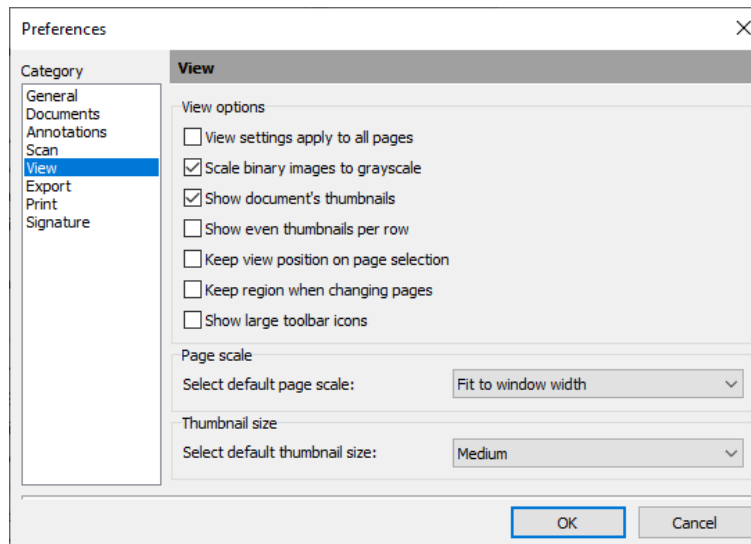 Preferences
Category
General
Documents
Annotations
Scan
View
Export
Print
Signature
View
View options
View settings apply to all pages
Scale binary images to grayscale
Show document's thumbnails
Show even thumbnails per row
Keep view position on page selection
Keep region when changing pages
Show large toolbar icons
Page scale
Select default page scale: Fit to window width
Thumbnail size
Select default thumbnail size: Medium
OK Cancel